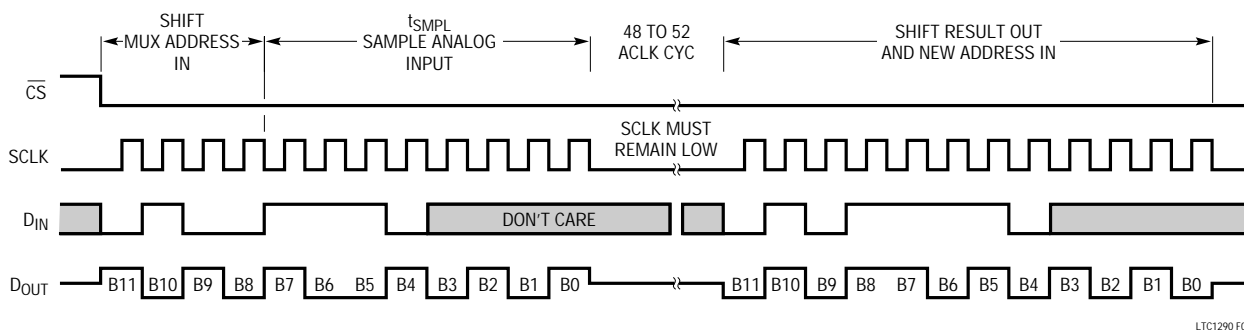 SHIFT
MUX ADDRESS
IN
tSMPL
SAMPLE ANALOG
INPUT
48 TO 52
ACLK CYC
SHIFT RESULT OUT
AND NEW ADDRESS IN
CS
SCLK
SCLK MUST
REMAIN LOW
DIN
DON'T CARE
DOUT
B11 B10 B9 B8 B7 B6 B5 B4 B3 B2 B1 B0 B11 B10 B9 B8 B7 B6 B5 B4 B3 B2 B1 B0